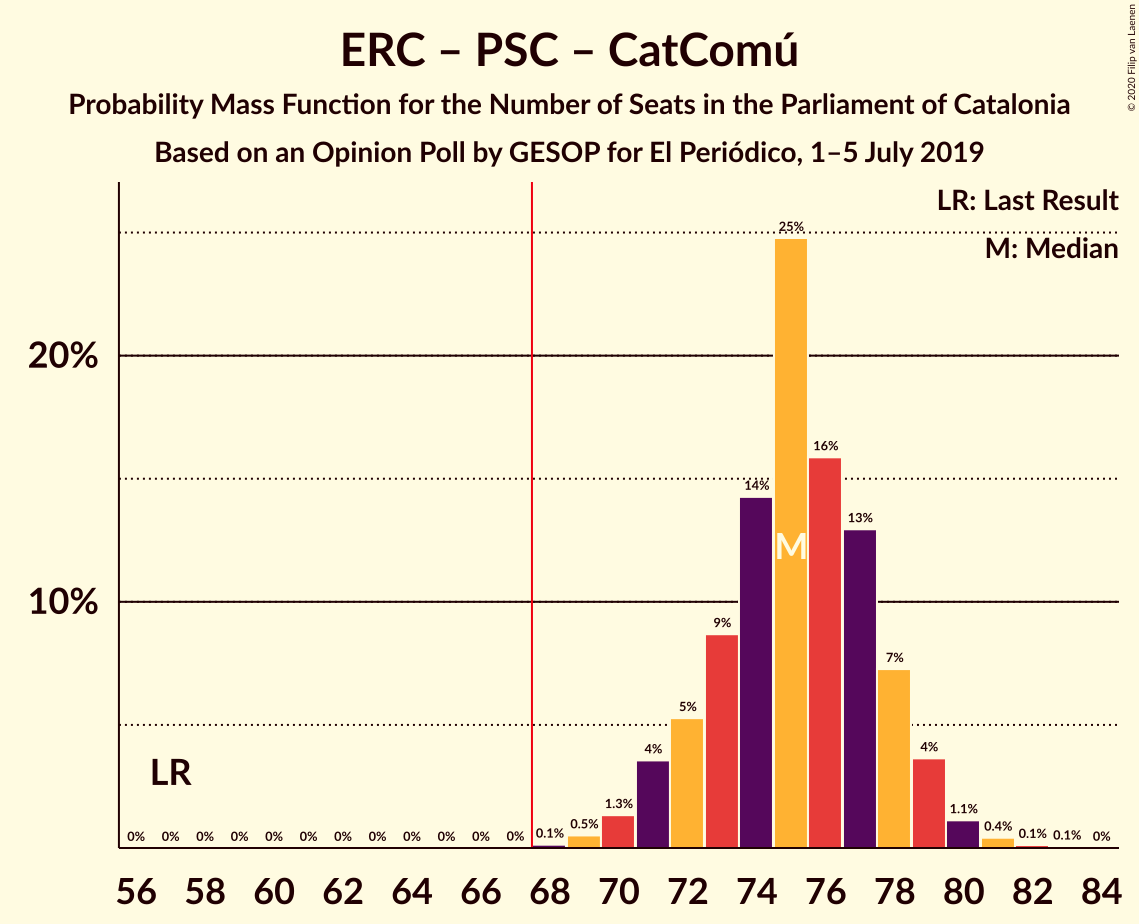 ERC – PSC – CatComú
Probability Mass Function for the Number of Seats in the Parliament of Catalonia
Based on an Opinion Poll by GESOP for El Periódico, 1–5 July 2019
© 2020 Filip van Laenen
LR: Last Result
M: Median
25%
20%
16%
14%
13%
M
10%
9%
7%
5%
4%
4%
LR
1.3%
1.1%
0% 0% 0% 0% 0% 0% 0% 0% 0% 0% 0% 0% 0.1% 0.5% 0.4% 0.1% 0.1% 0%
56 58 60 62 64 66 68 70 72 74 76 78 80 82 84